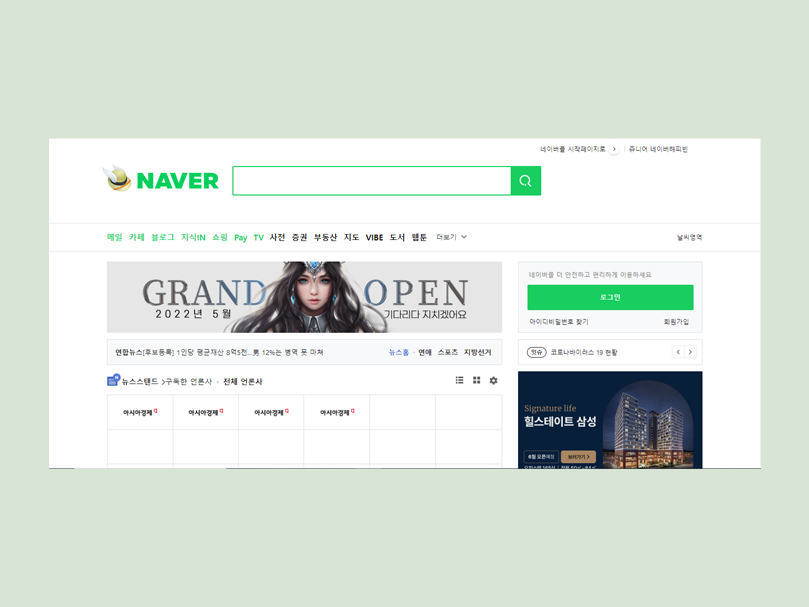 네이버를 시작페이지로 쥬니어 네이버해피빈
NAVER
메일 카페 블로그 지식IN 쇼핑 Pay TV 사전 증권 부동산 지도 VIBE 도서 웹툰 더보기 날씨영역
GRAND OPEN
2022년 5월 기다리다 지치겠어요
네이버를 더 안전하고 편리하게 이용하세요
로그인
아이디비밀번호 찾기 회원가입
연합뉴스[후보등록] 1인당 평균재산 8억5천...男 12%는 병역 못 마쳐 뉴스홈 · 연예 스포츠 지방선거
핫이슈 코로나바이러스 19 현황
뉴스스탠드 >구독한 언론사 · 전체 언론사
아시아경제 아시아경제 아시아경제 아시아경제
Signature life
힐스테이트 삼성
6월 오픈예정 보러가기 >